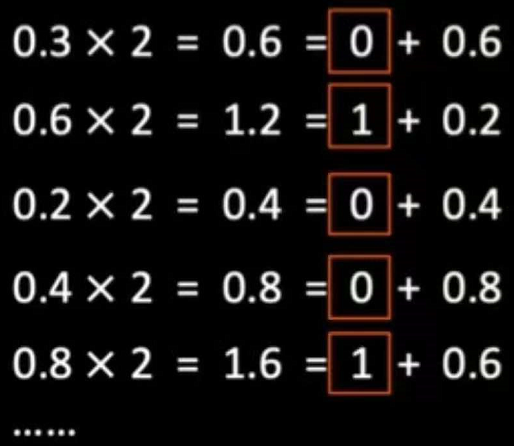 0.3 × 2 = 0.6 = 0 + 0.6
0.6 × 2 = 1.2 = 1 + 0.2
0.2 × 2 = 0.4 = 0 + 0.4
0.4 × 2 = 0.8 = 0 + 0.8
0.8 × 2 = 1.6 = 1 + 0.6
......